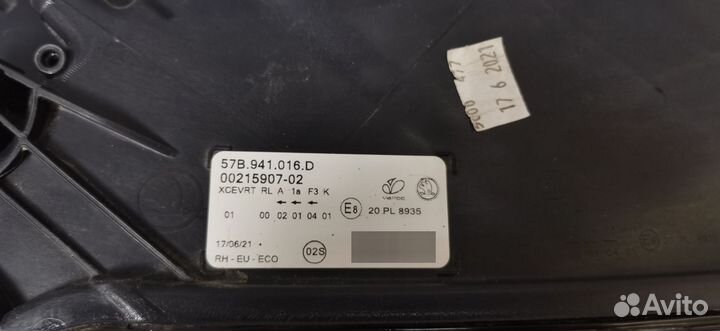 57B.941.016.D
00215907-02
XCEVRT RL A 1a F3 K
←←←
01 00 02 01 04 01
E8 20 PL 8935
17/06/21
02S
RH - EU - ECO
17 6 2021
Avito